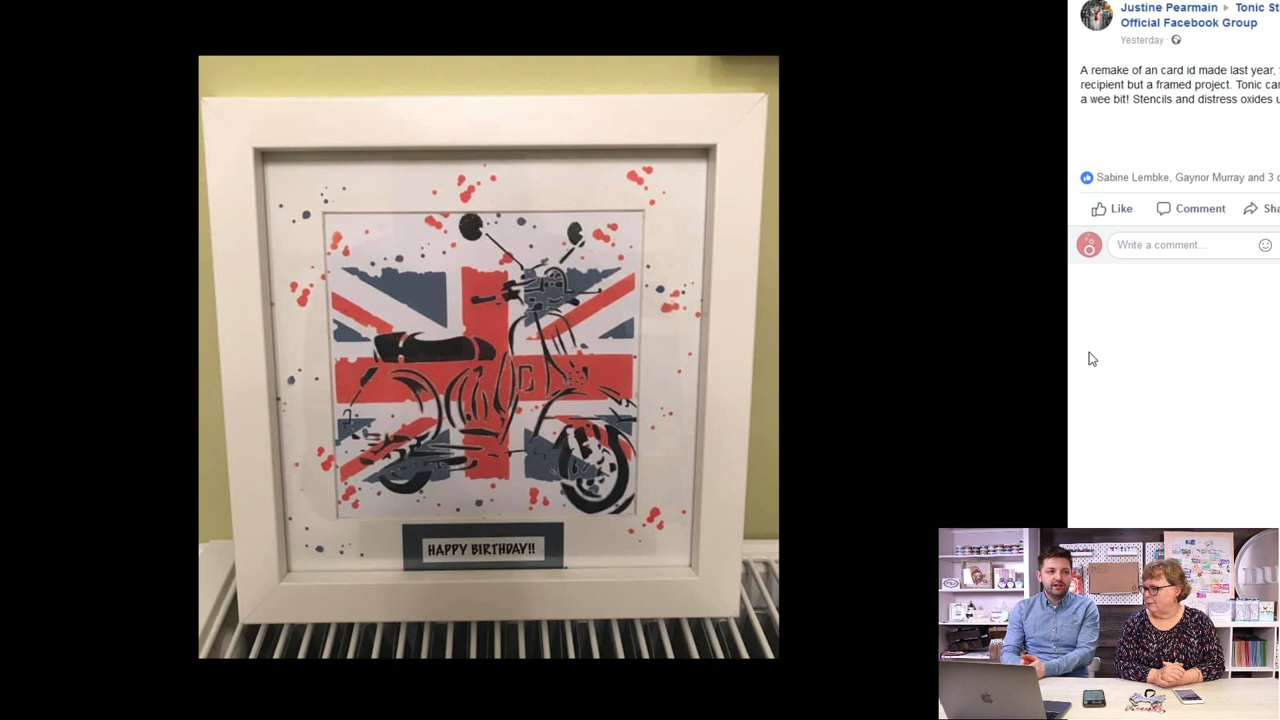 Justine Pearmain ▸ Tonic St
Official Facebook Group
Yesterday ·
A remake of an card id made last year,
recipient but a framed project. Tonic car
a wee bit! Stencils and distress oxides u
Sabine Lembke, Gaynor Murray and 3 o
Like Comment Sha
Write a comment...
HAPPY BIRTHDAY!!